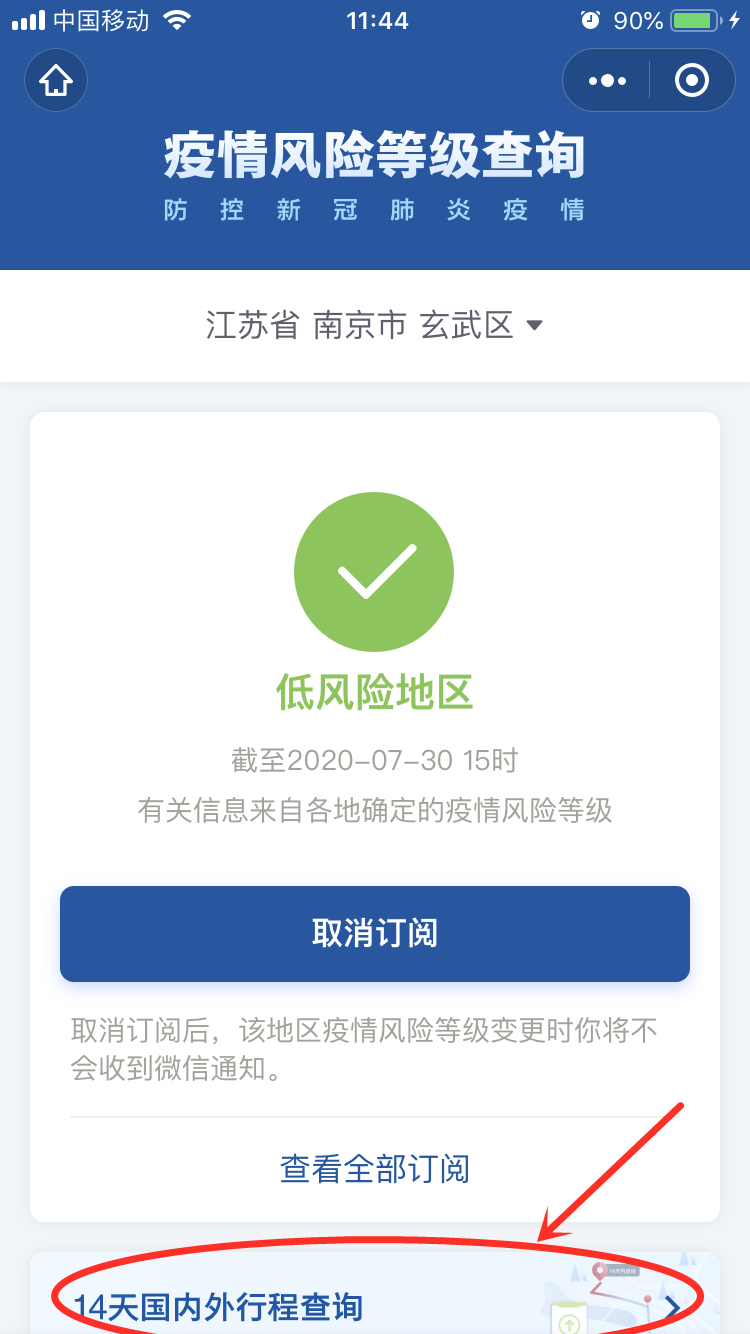 中国移动 11:44 90%
疫情风险等级查询
防控新冠肺炎疫情
江苏省 南京市 玄武区
低风险地区
截至2020-07-30 15时
有关信息来自各地确定的疫情风险等级
取消订阅
取消订阅后，该地区疫情风险等级变更时你将不
会收到微信通知。
查看全部订阅
14天国内外行程查询